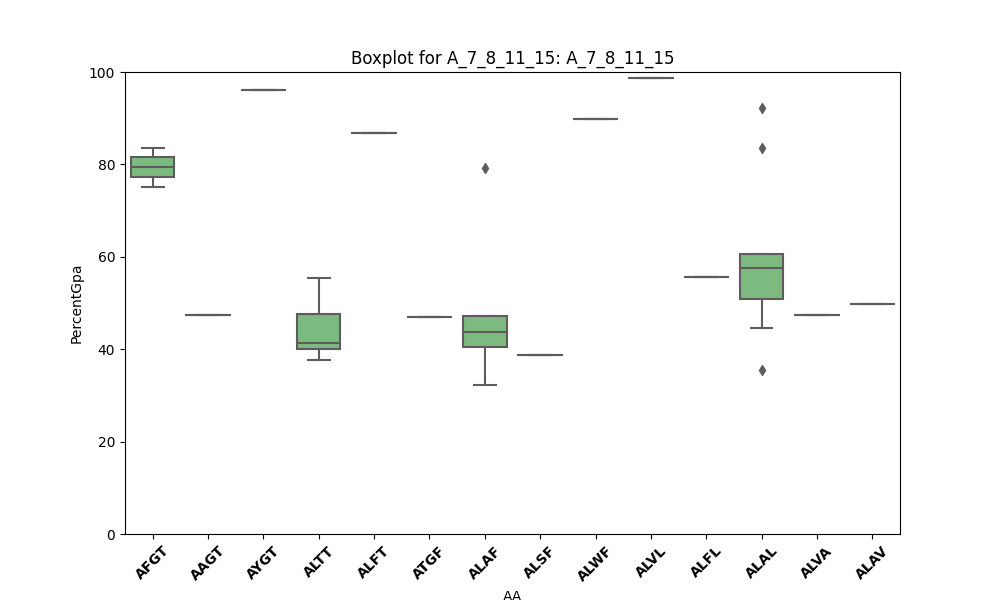 Boxplot for A_7_8_11_15: A_7_8_11_15
100
80
60
40
20
0
PercentGpa
AFGT AAGT AYGT ALTT ALFT ATGF ALAF ALSF ALWF ALVL ALFL ALAL ALVA ALAV
AA